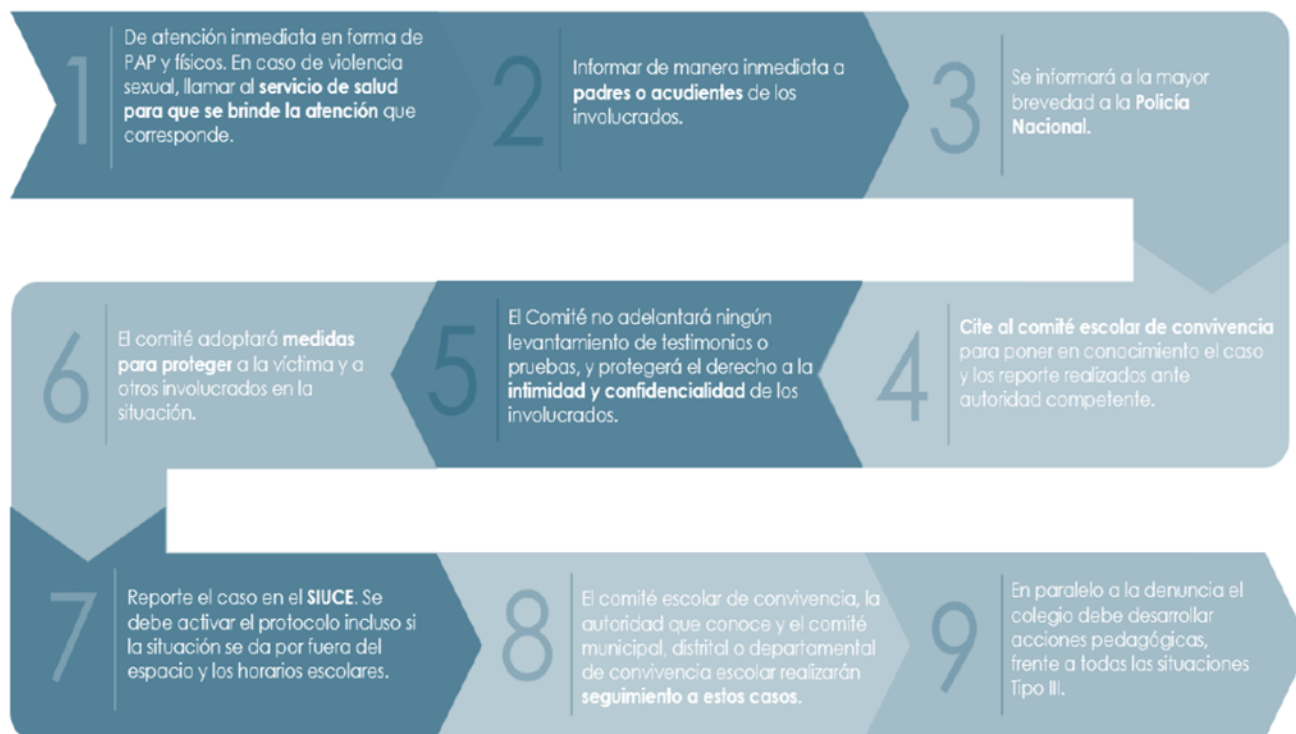 1
De atención inmediata en forma de
PAP y físicos. En caso de violencia
sexual, llamar al servicio de salud
para que se brinde la atención que
corresponde.
2
Informar de manera inmediata a
padres o acudientes de los
involucrados.
3
Se informará a la mayor
brevedad a la Policía
Nacional.
4
Cite al comité escolar de convivencia
para poner en conocimiento el caso
y los reporte realizados ante
autoridad competente.
5
El Comité no adelantará ningún
levantamiento de testimonios o
pruebas, y protegerá el derecho a la
intimidad y confidencialidad de los
involucrados.
6
El comité adoptará medidas
para proteger a la víctima y a
otros involucrados en la
situación.
7
Reporte el caso en el SIUCE. Se
debe activar el protocolo incluso si
la situación se da por fuera del
espacio y los horarios escolares.
8
El comité escolar de convivencia, la
autoridad que conoce y el comité
municipal, distrital o departamental
de convivencia escolar realizarán
seguimiento a estos casos.
9
En paralelo a la denuncia el
colegio debe desarrollar
acciones pedagógicas,
frente a todas las situaciones
Tipo III.